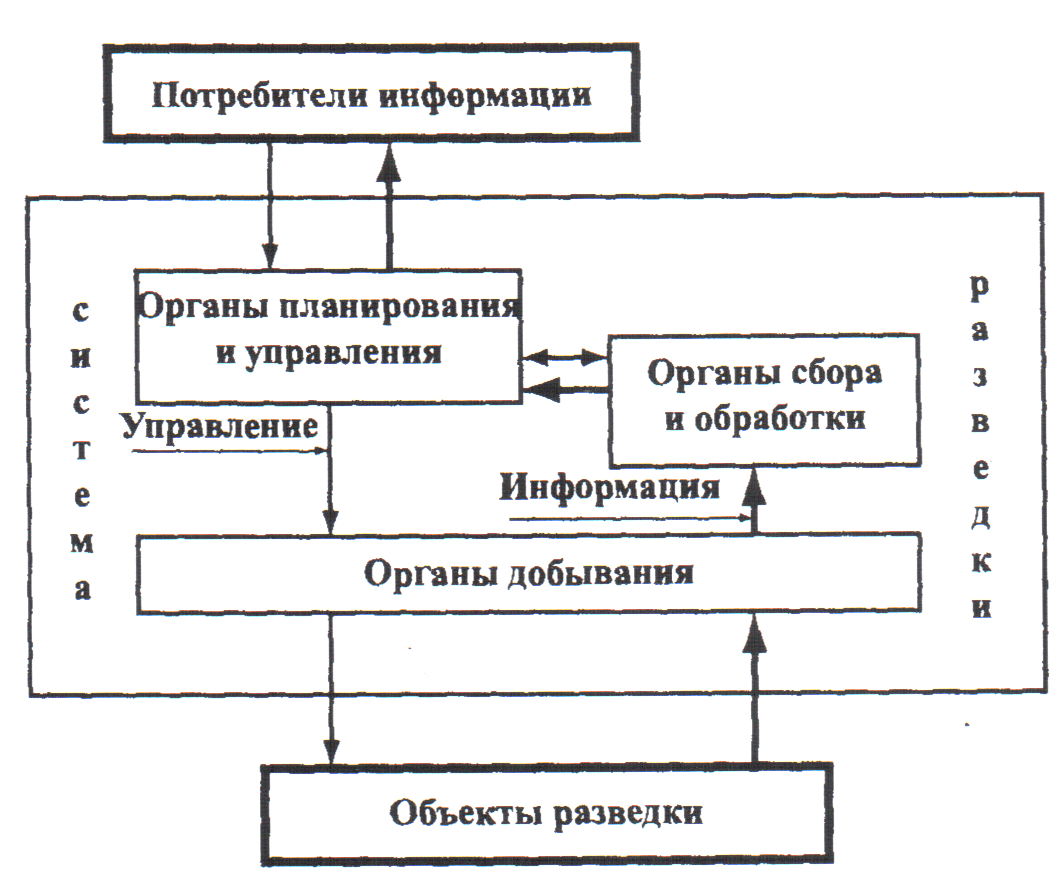 Потребители информации
система
разведки
Органы планирования
и управления
Органы сбора
и обработки
Управление
Информация
Органы добывания
Объекты разведки